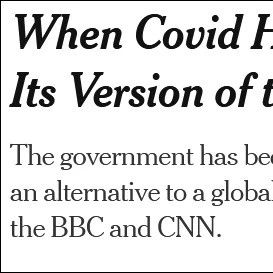 When Covid H
Its Version of t
The government has bee
an alternative to a global
the BBC and CNN.